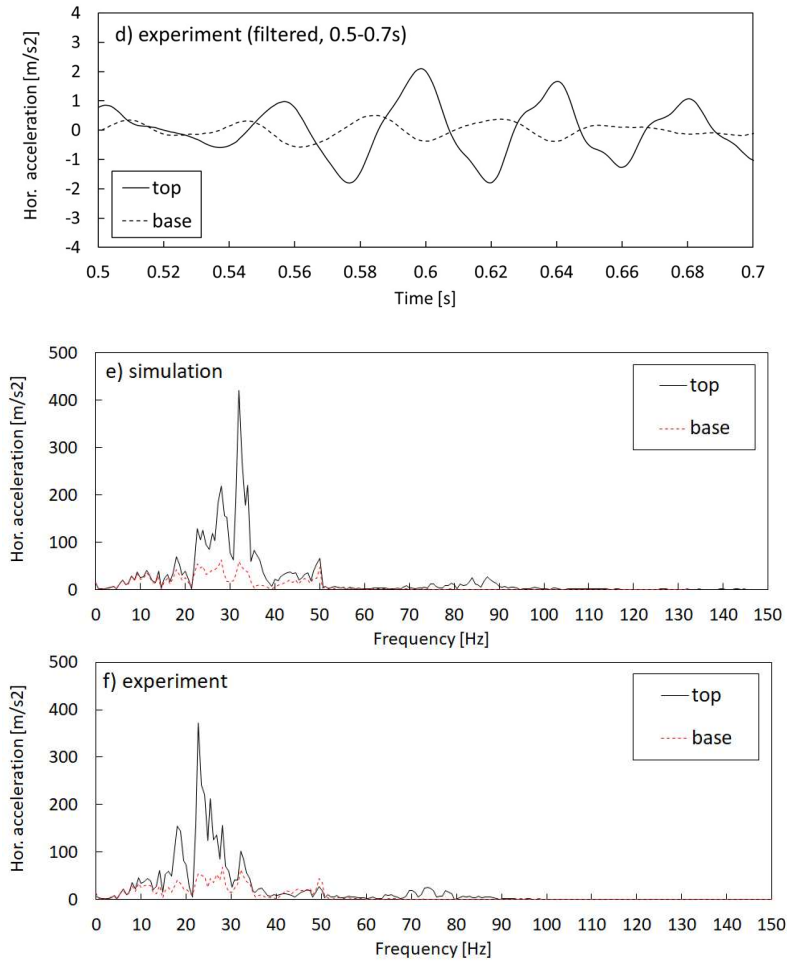 4
d) experiment (filtered, 0.5-0.7s)
3
2
1
0
-1
-2
-3
-4
Hor. acceleration [m/s2]
top
base
0.5 0.52 0.54 0.56 0.58 0.6 0.62 0.64 0.66 0.68 0.7
Time [s]
500
e) simulation
400
300
200
100
0
Hor. acceleration [m/s2]
top
base
0 10 20 30 40 50 60 70 80 90 100 110 120 130 140 150
Frequency [Hz]
500
f) experiment
400
300
200
100
0
Hor. acceleration [m/s2]
top
base
0 10 20 30 40 50 60 70 80 90 100 110 120 130 140 150
Frequency [Hz]